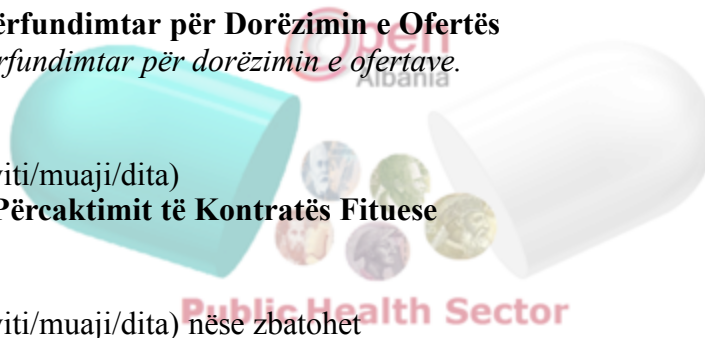 ërfundimtar për Dorëzimin e Ofertës
Open
rfundimtar për dorëzimin e ofertave.
Albania
viti/muaji/dita)
Përcaktimit të Kontratës Fituese
Public Health Sector
viti/muaji/dita) nëse zbatohet